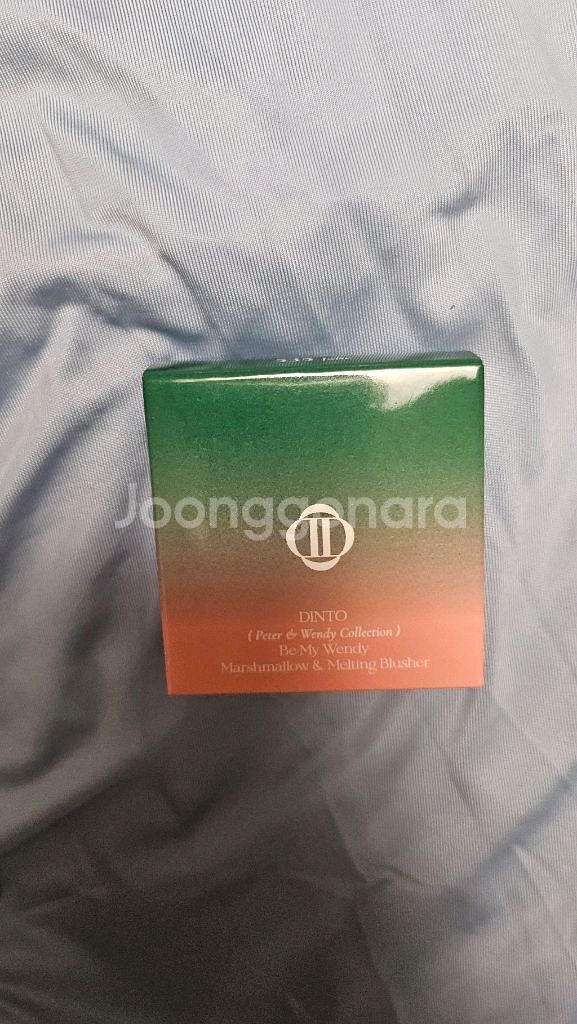 Joonggonara
DINTO
( Peter & Wendy Collection )
Be My Wendy
Marshmallow & Melting Blusher